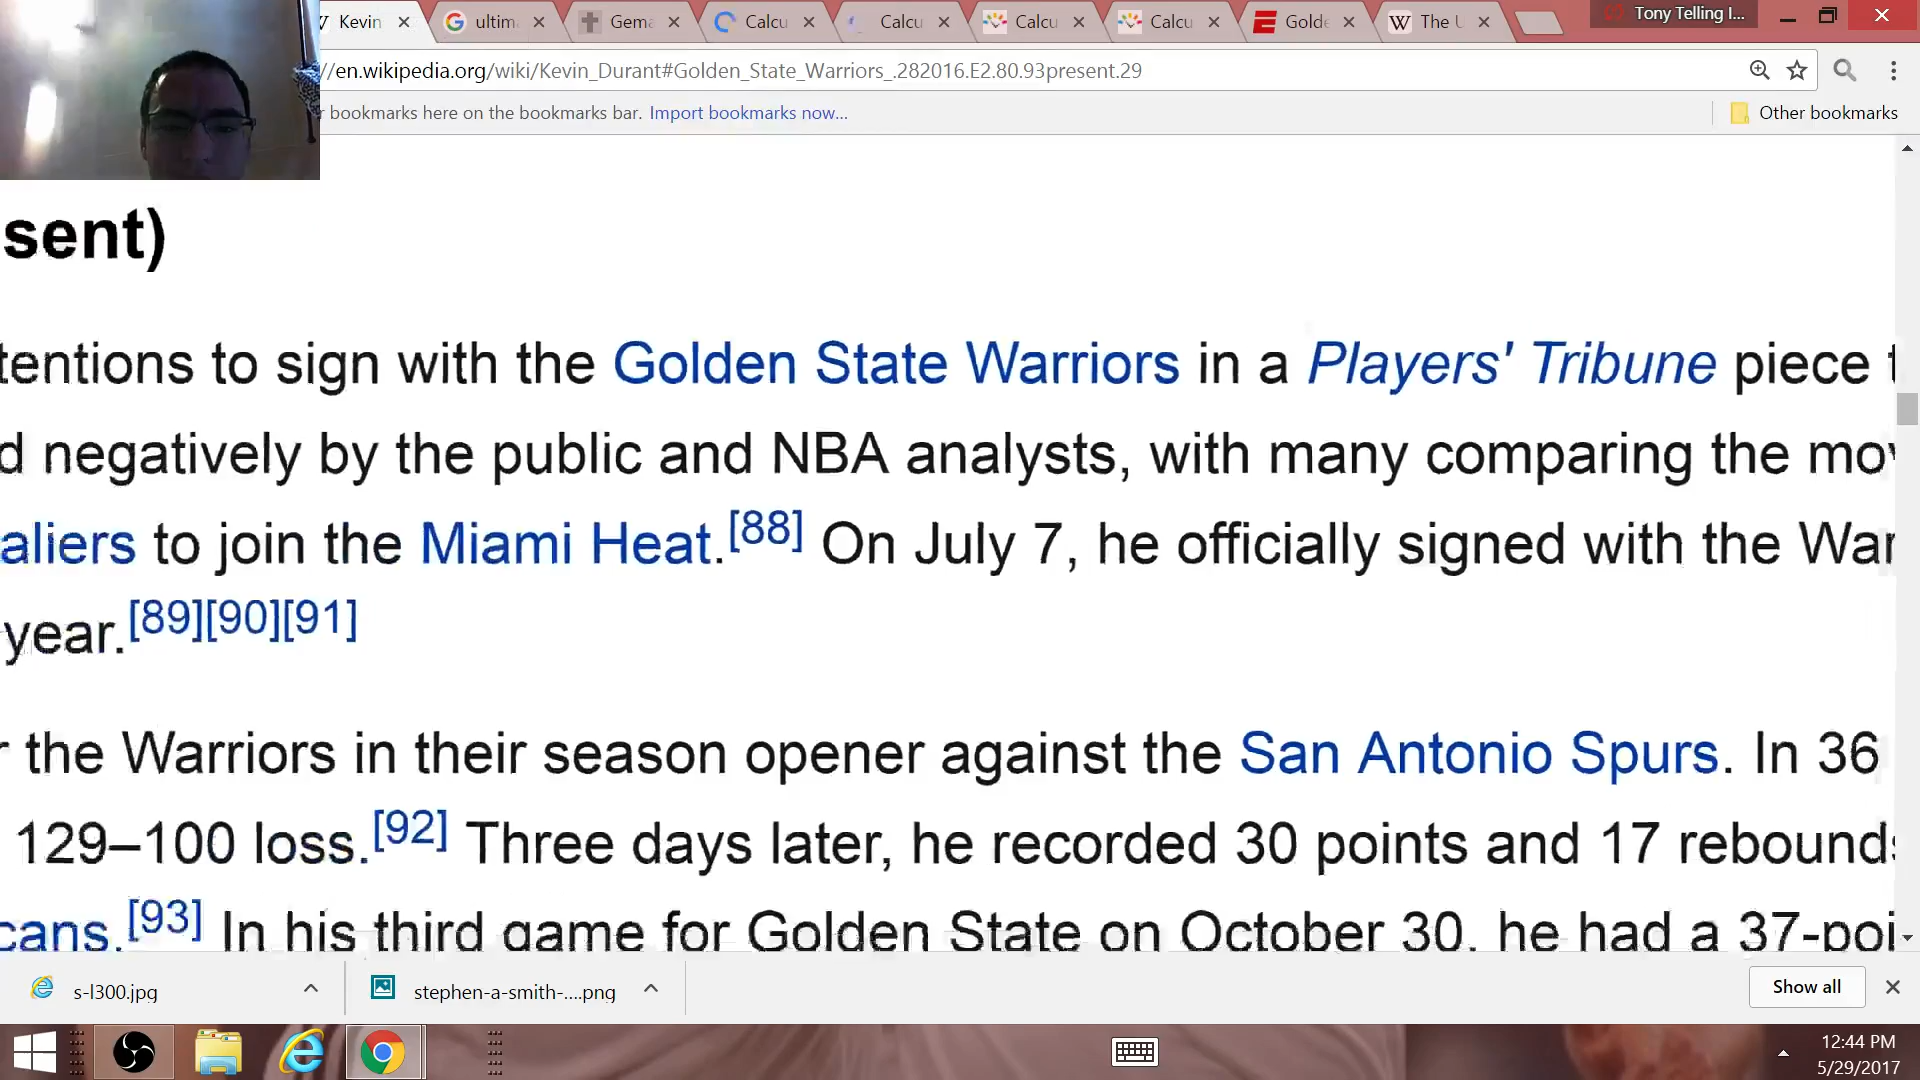 Kevin
ultim
Gema
Calcu
Calcu
Calcu
Calcu
Golde
The U
Tony Telling I...
//en.wikipedia.org/wiki/Kevin_Durant#Golden_State_Warriors_.282016.E2.80.93present.29
bookmarks here on the bookmarks bar. Import bookmarks now...
Other bookmarks
sent)
tentions to sign with the Golden State Warriors in a Players' Tribune piece t
d negatively by the public and NBA analysts, with many comparing the mov
aliers to join the Miami Heat.[88] On July 7, he officially signed with the War
year.[89][90][91]
r the Warriors in their season opener against the San Antonio Spurs. In 36
129–100 loss.[92] Three days later, he recorded 30 points and 17 rebounds
cans.[93] In his third game for Golden State on October 30, he had a 37-poi
s-l300.jpg
stephen-a-smith-....png
Show all
12:44 PM
5/29/2017